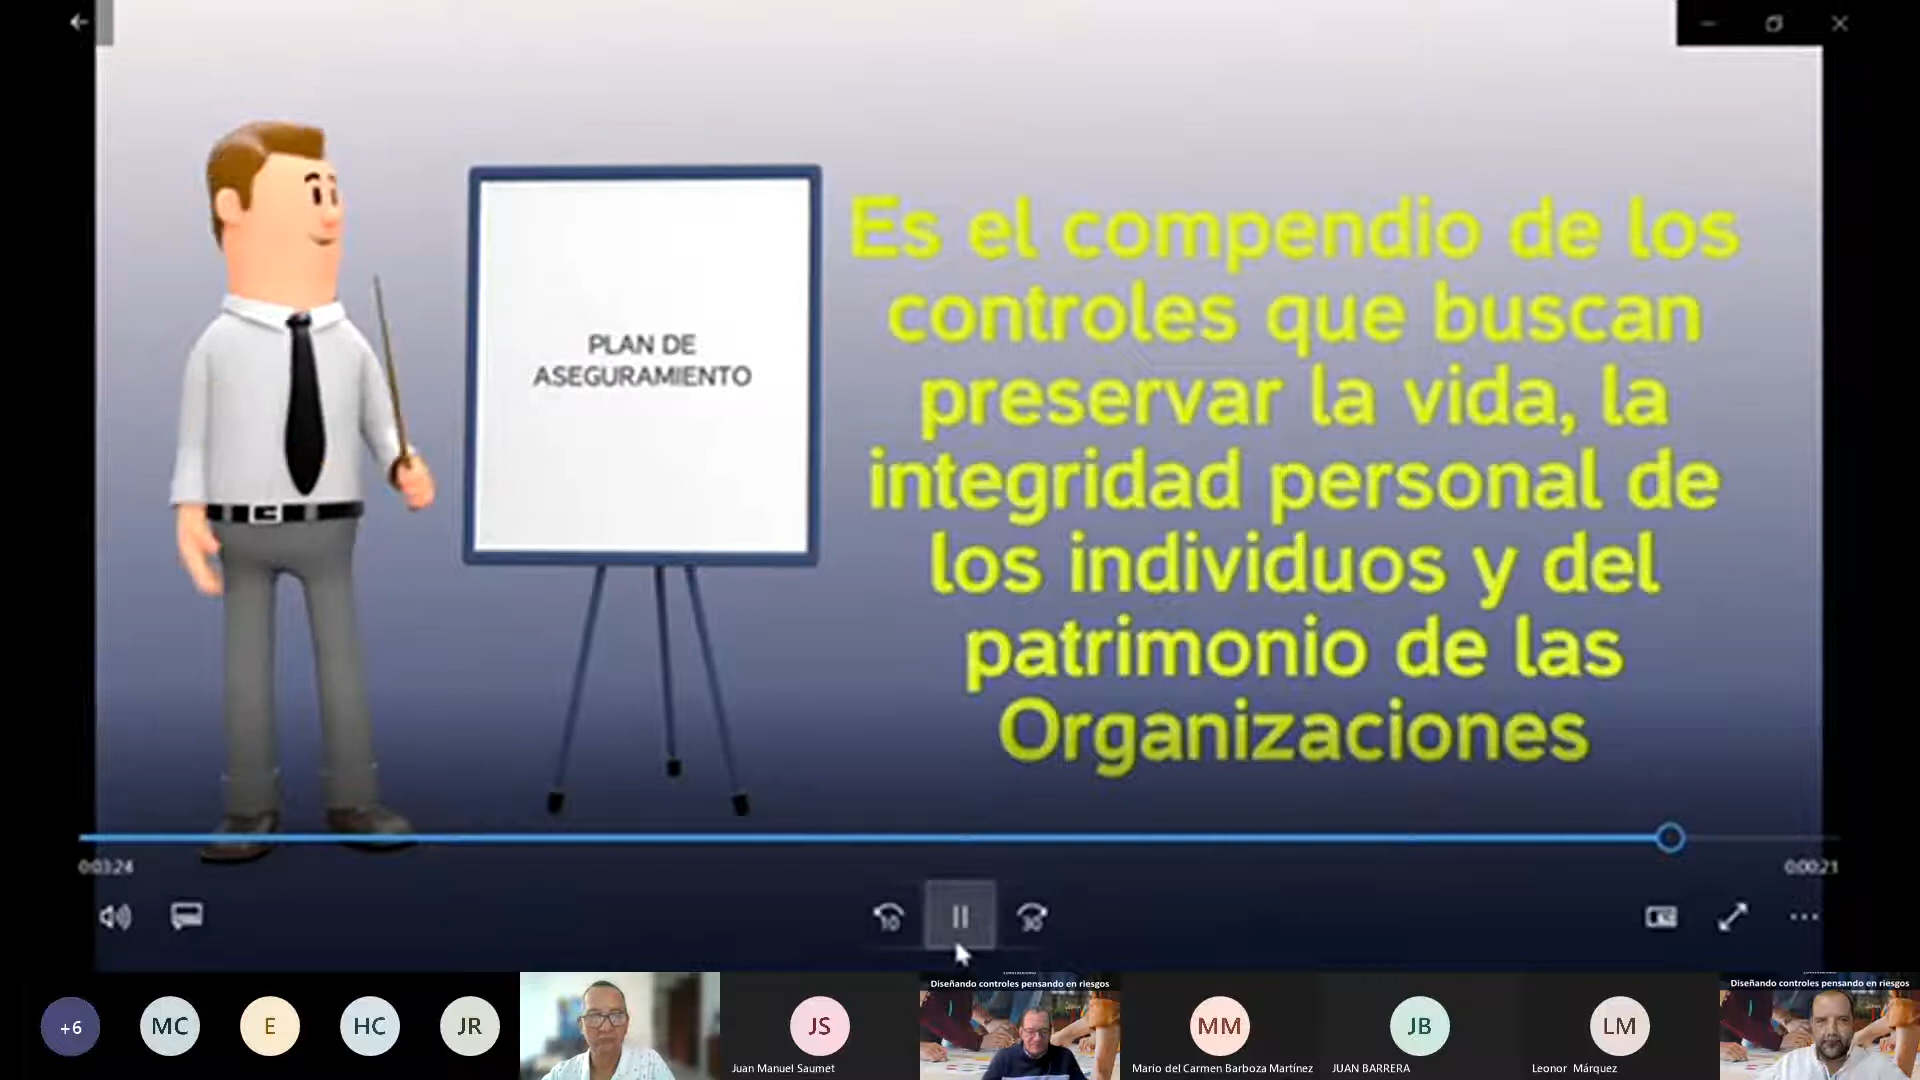 PLAN DE
ASEGURAMIENTO
Es el compendio de los
controles que buscan
preservar la vida, la
integridad personal de
los individuos y del
patrimonio de las
Organizaciones
0:03:24
0:00:21
10
30
+6
MC
E
HC
JR
JS
Juan Manuel Saumet
Diseñando controles pensando en riesgos
MM
Mario del Carmen Barboza Martínez
JB
JUAN BARRERA
LM
Leonor Márquez
Diseñando controles pensando en riesgos